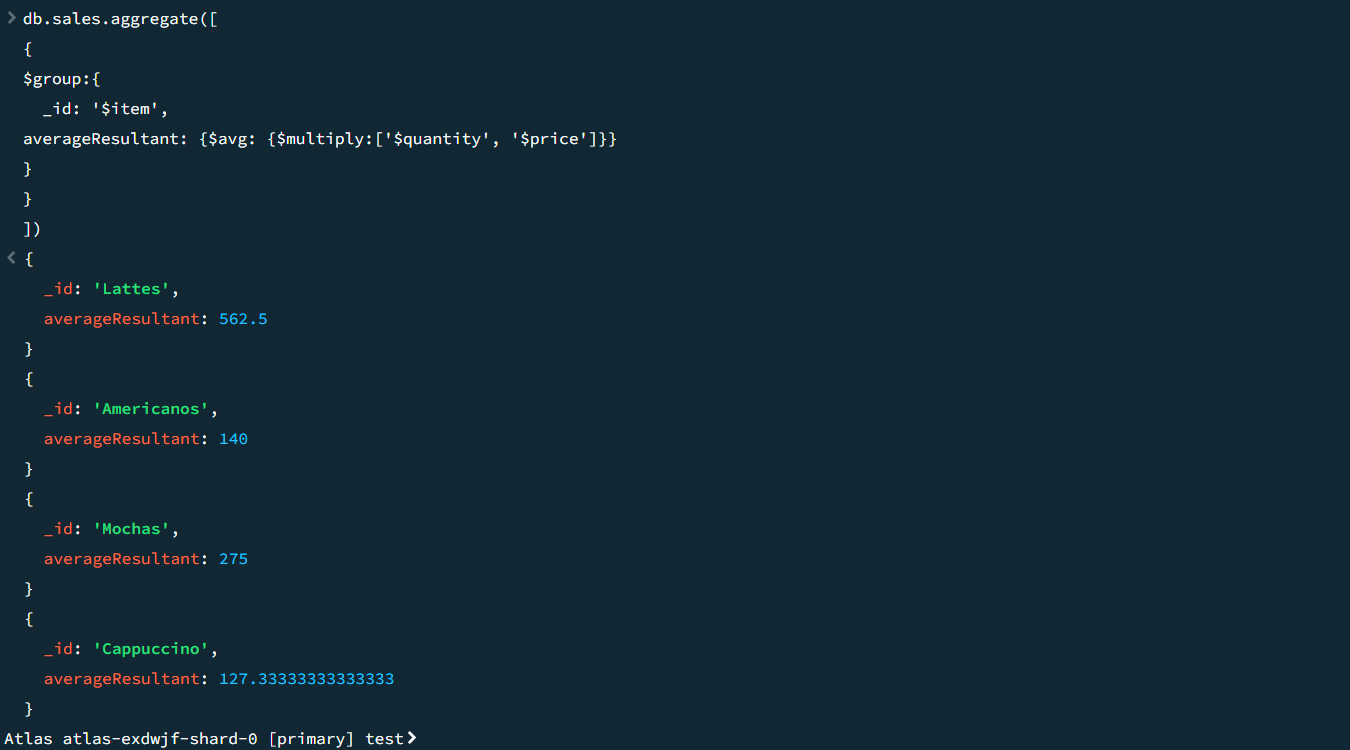 > db.sales.aggregate([
{
$group:{
_id: '$item',
averageResultant: {$avg: {$multiply:['$quantity', '$price']}}
}
}
])
< {
_id: 'Lattes',
averageResultant: 562.5
}
{
_id: 'Americanos',
averageResultant: 140
}
{
_id: 'Mochas',
averageResultant: 275
}
{
_id: 'Cappuccino',
averageResultant: 127.33333333333333
}
Atlas atlas-exdwjf-shard-0 [primary] test>